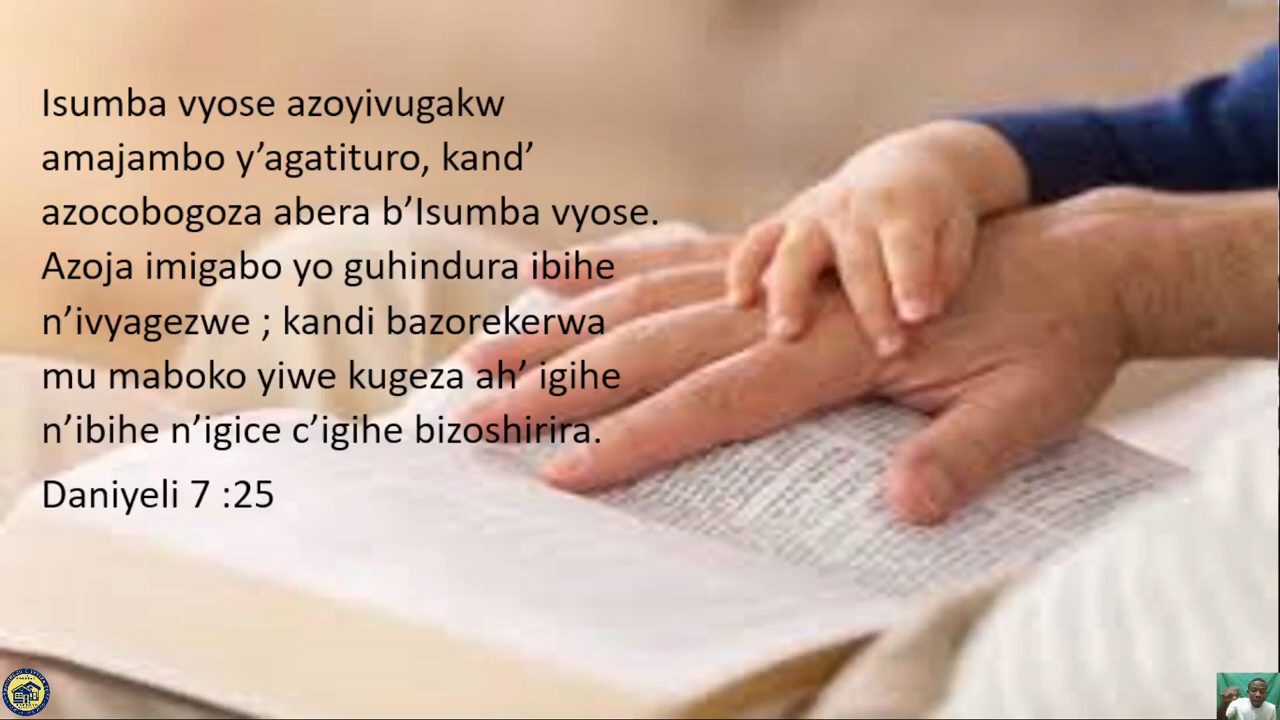 Isumba vyose azoyivugakw
amajambo y’agatituro, kand’
azocobogoza abera b’Isumba vyose.
Azoja imigabo yo guhindura ibihe
n’ivyagezwe ; kandi bazorekerwa
mu maboko yiwe kugeza ah’ igihe
n’ibihe n’igice c’igihe bizoshirira.
Daniyeli 7 :25